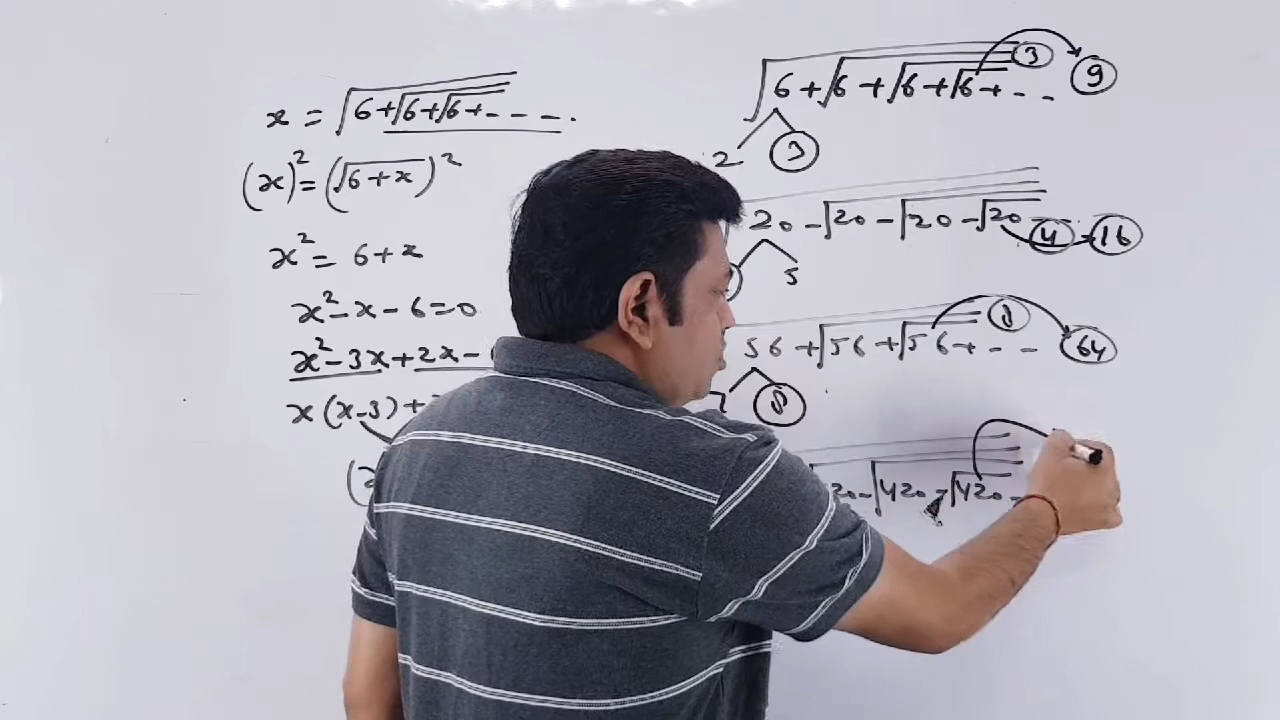 x = √6+√6+√6+----.
(x)² = (√6+x)²
x² = 6+x
x²-x-6=0
x²-3x+2x-
x(x-3)+
√6+√6+√6+√6+-- 3 9
2 3
20-√20-√20-√20 4 16
5
56+√56+√56+-- 8 64
7 8
20-√420-√420-